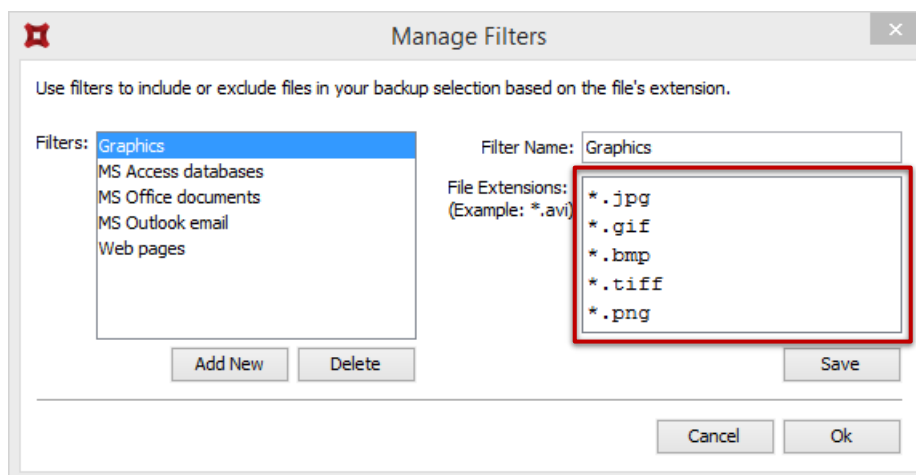 Manage Filters
Use filters to include or exclude files in your backup selection based on the file's extension.
Filters:
Graphics
MS Access databases
MS Office documents
MS Outlook email
Web pages
Add New
Delete
Filter Name:
Graphics
File Extensions:
(Example: *.avi)
*.jpg
*.gif
*.bmp
*.tiff
*.png
Save
Cancel
Ok